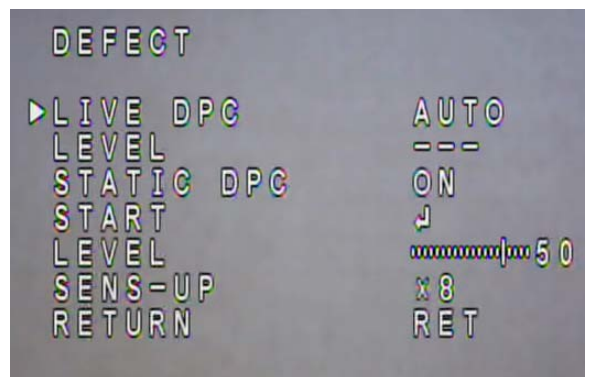 DEFECT
LIVE DPC AUTO
LEVEL ---
STATIC DPC ON
START ↲
LEVEL 50
SENS-UP x8
RETURN RET